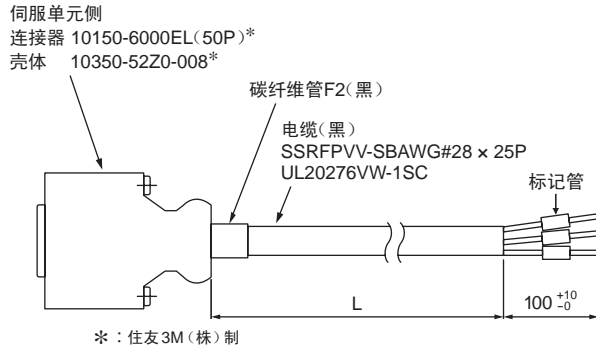 伺服单元侧
连接器 10150-6000EL(50P)*
壳体 10350-52Z0-008*
碳纤维管F2(黑)
电缆(黑)
SSRFPVV-SBAWG#28 × 25P
UL20276VW-1SC
标记管
L
100 +10 -0
*:住友3M(株)制